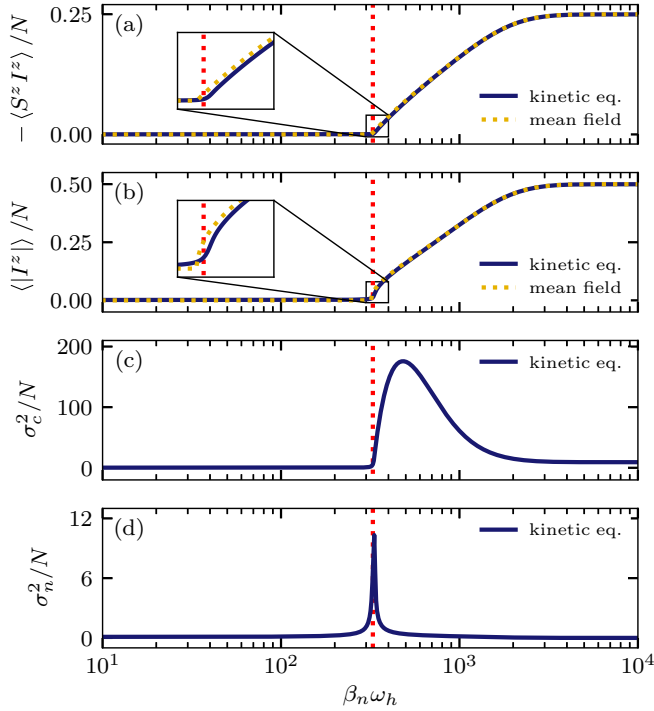 (a)
− ⟨S^z I^z⟩ /N
0.25
0.00
kinetic eq.
mean field
(b)
⟨|I^z|⟩ /N
0.50
0.25
0.00
kinetic eq.
mean field
(c)
σ_c^2/N
200
100
0
kinetic eq.
(d)
σ_n^2/N
12
6
0
kinetic eq.
10^1 10^2 10^3 10^4
β_n ω_h